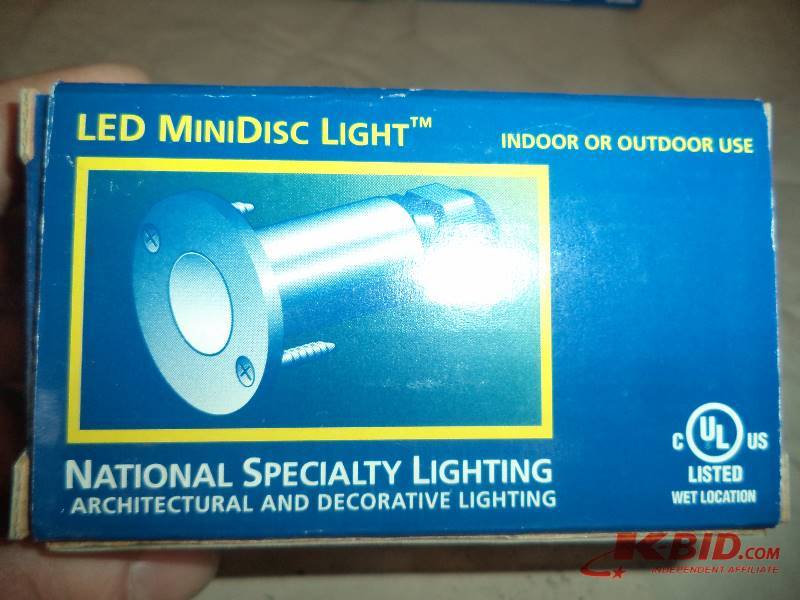 LED MINIDISC LIGHT™
INDOOR OR OUTDOOR USE
C UL US
LISTED
WET LOCATION
NATIONAL SPECIALTY LIGHTING
ARCHITECTURAL AND DECORATIVE LIGHTING
K-BID.COM
INDEPENDENT AFFILIATE